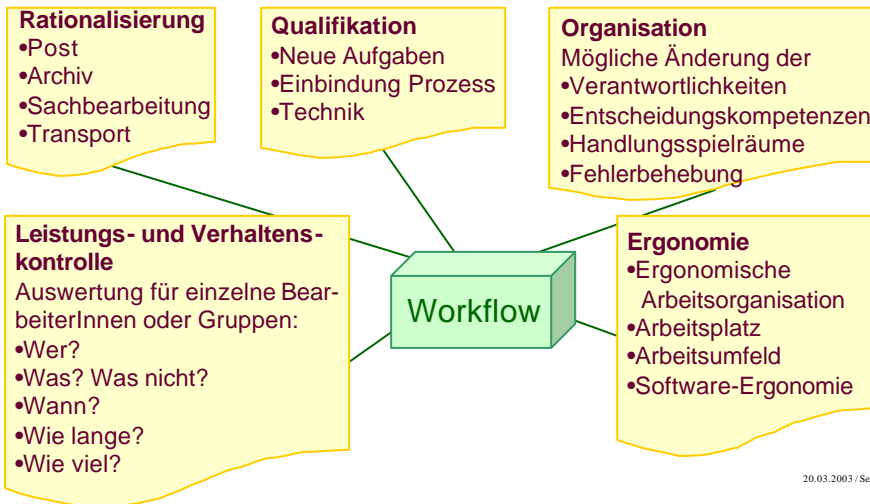 Rationalisierung
•Post
•Archiv
•Sachbearbeitung
•Transport
Qualifikation
•Neue Aufgaben
•Einbindung Prozess
•Technik
Organisation
Mögliche Änderung der
•Verantwortlichkeiten
•Entscheidungskompetenzen
•Handlungsspielräume
•Fehlerbehebung
Leistungs- und Verhaltens-
kontrolle
Auswertung für einzelne Bear-
beiterInnen oder Gruppen:
•Wer?
•Was? Was nicht?
•Wann?
•Wie lange?
•Wie viel?
Workflow
Ergonomie
•Ergonomische
Arbeitsorganisation
•Arbeitsplatz
•Arbeitsumfeld
•Software-Ergonomie
20.03.2003 / Se